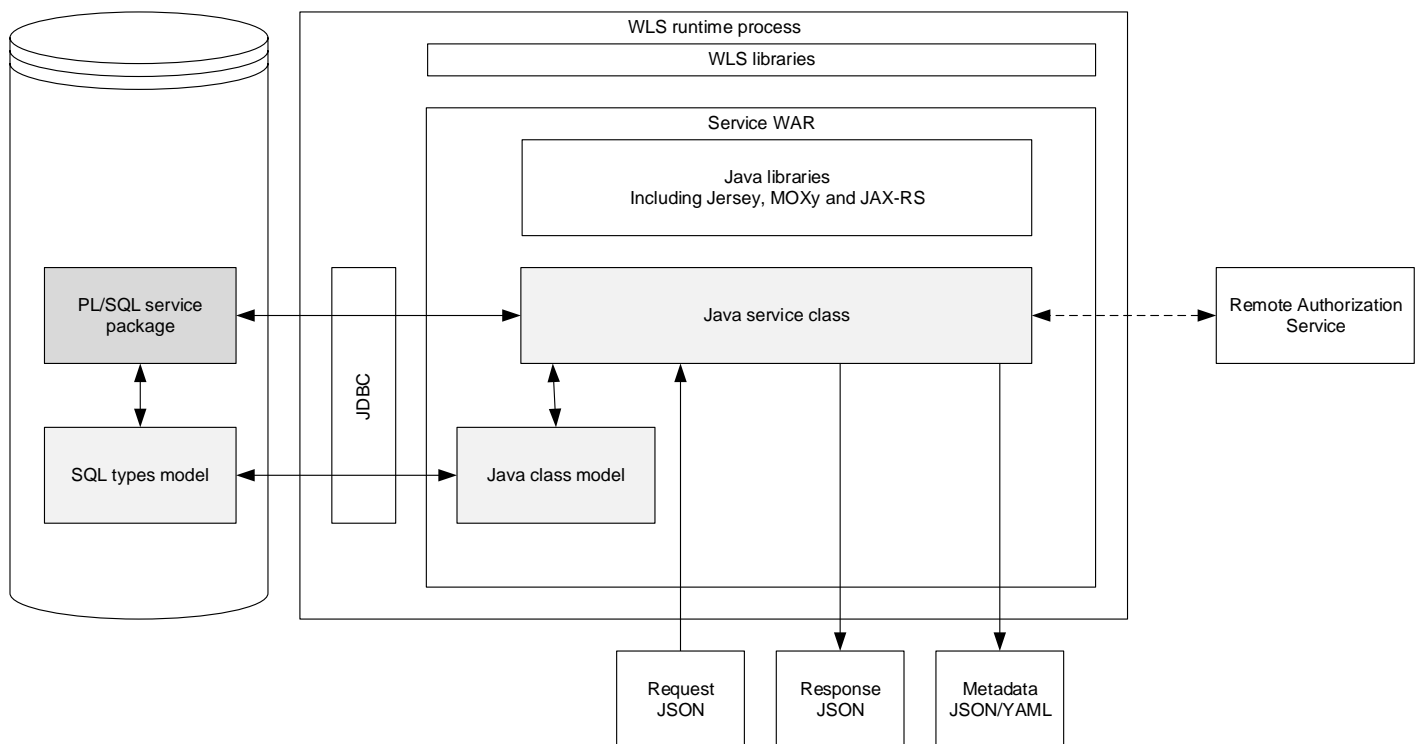 WLS runtime process
WLS libraries
Service WAR
Java libraries
Including Jersey, MOXy and JAX-RS
PL/SQL service
package
JDBC
Java service class
Remote Authorization
Service
SQL types model
Java class model
Request
JSON
Response
JSON
Metadata
JSON/YAML